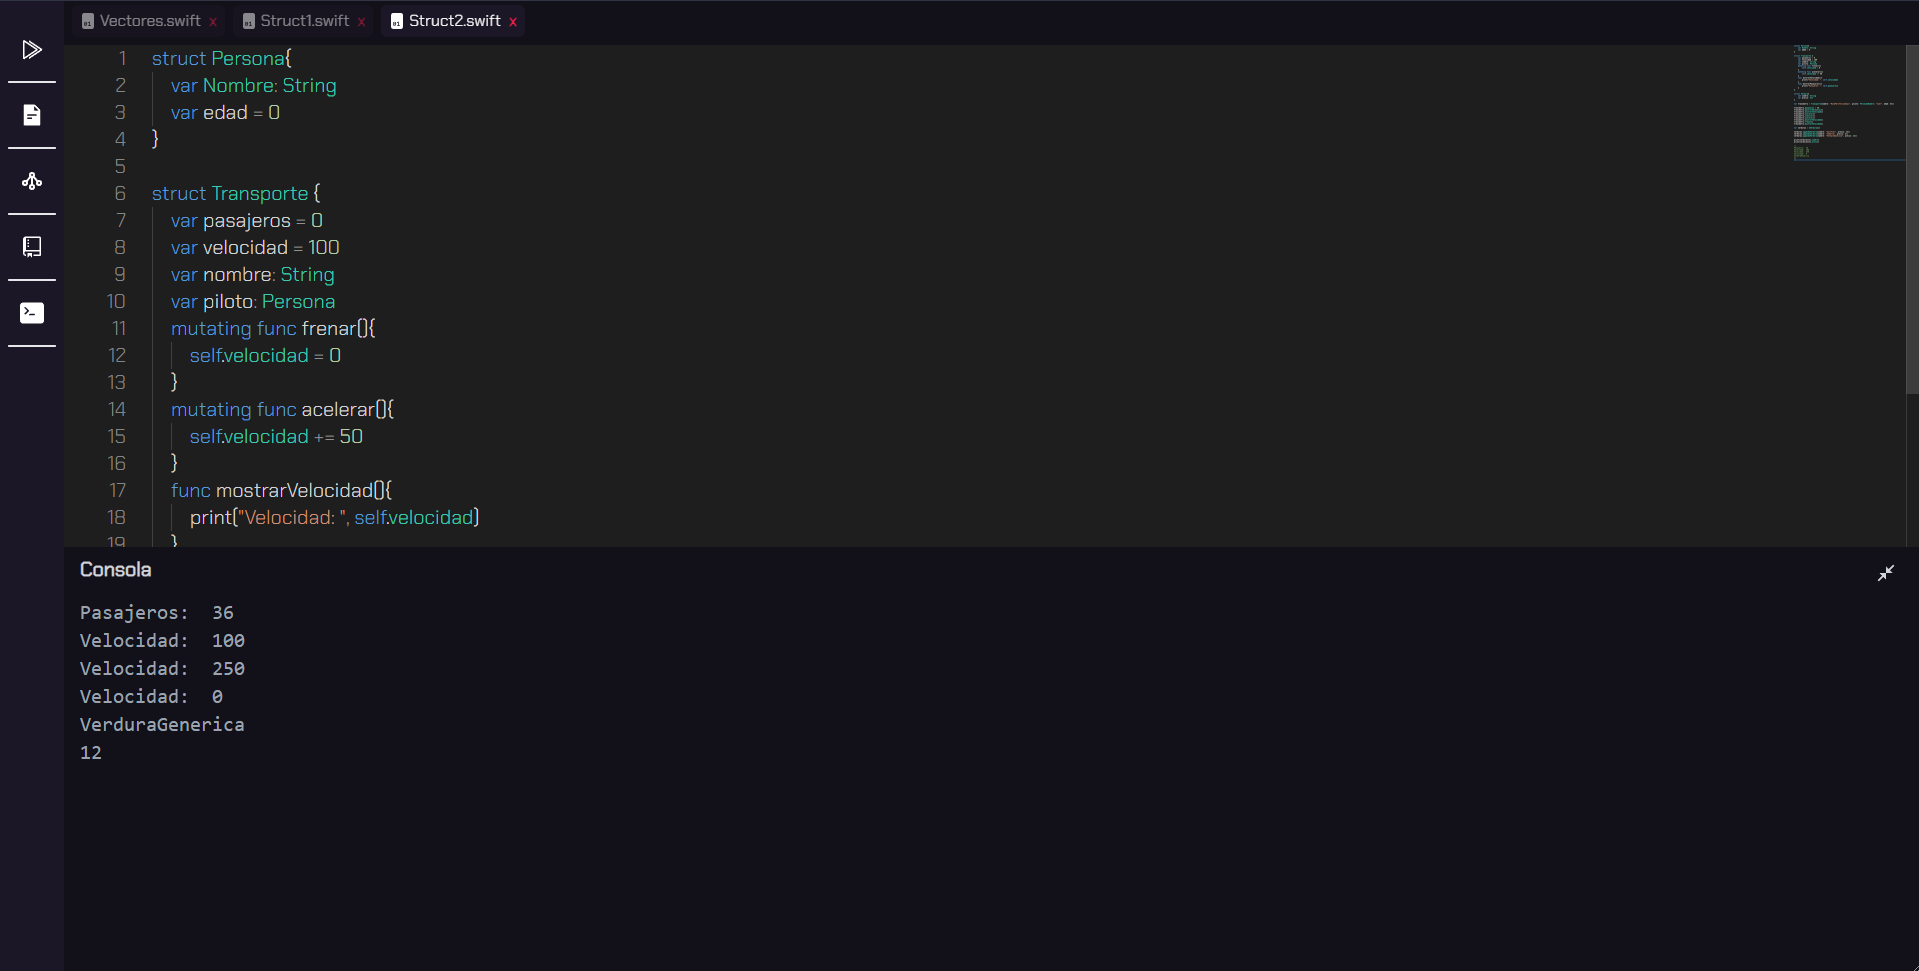 Vectores.swift x Struct1.swift x Struct2.swift x
1 struct Persona{
2 var Nombre: String
3 var edad = 0
4 }
5
6 struct Transporte {
7 var pasajeros = 0
8 var velocidad = 100
9 var nombre: String
10 var piloto: Persona
11 mutating func frenar(){
12 self.velocidad = 0
13 }
14 mutating func acelerar(){
15 self.velocidad += 50
16 }
17 func mostrarVelocidad(){
18 print("Velocidad: ", self.velocidad)
19 }
Consola
Pasajeros:  36
Velocidad:  100
Velocidad:  250
Velocidad:  0
VerduraGenerica
12